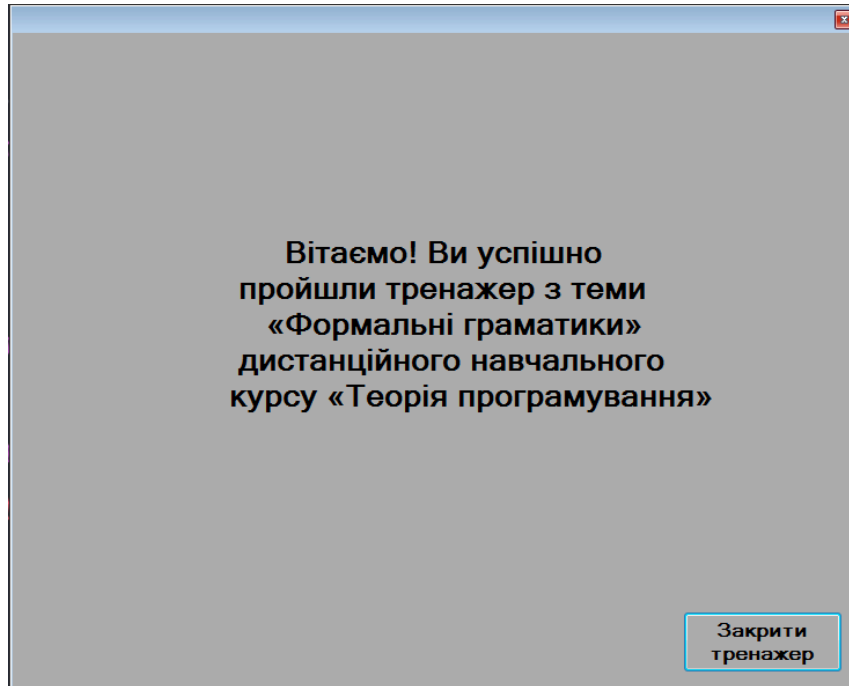 Вітаємо! Ви успішно
пройшли тренажер з теми
«Формальні граматики»
дистанційного навчального
курсу «Теорія програмування»
Закрити
тренажер